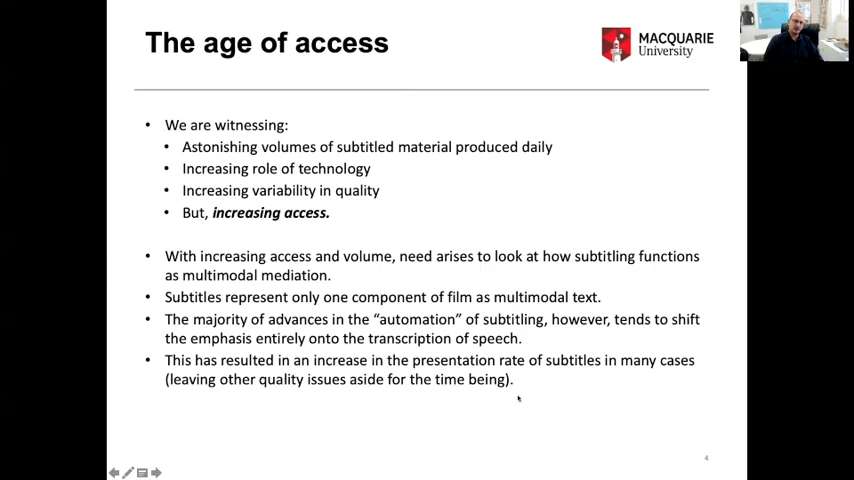 The age of access
MACQUARIE
University
• We are witnessing:
• Astonishing volumes of subtitled material produced daily
• Increasing role of technology
• Increasing variability in quality
• But, increasing access.
• With increasing access and volume, need arises to look at how subtitling functions
as multimodal mediation.
• Subtitles represent only one component of film as multimodal text.
• The majority of advances in the “automation” of subtitling, however, tends to shift
the emphasis entirely onto the transcription of speech.
• This has resulted in an increase in the presentation rate of subtitles in many cases
(leaving other quality issues aside for the time being).
4